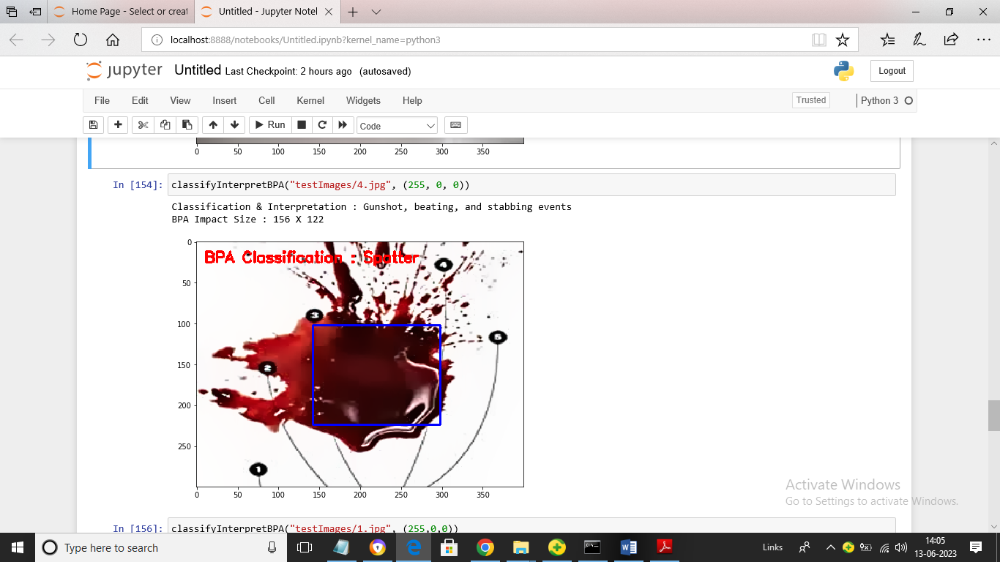 Home Page - Select or creat
Untitled - Jupyter Notel
localhost:8888/notebooks/Untitled.ipynb?kernel_name=python3
jupyter Untitled Last Checkpoint: 2 hours ago (autosaved)
Logout
File Edit View Insert Cell Kernel Widgets Help
Trusted
Python 3
Run
Code
0 50 100 150 200 250 300 350
In [154]: classifyInterpretBPA("testImages/4.jpg", (255, 0, 0))
Classification & Interpretation : Gunshot, beating, and stabbing events
BPA Impact Size : 156 X 122
BPA Classification : Spatter
0
50
100
150
200
250
4
3
5
2
1
0 50 100 150 200 250 300 350
Activate Windows
Go to Settings to activate Windows.
In [156]: classifyInterpretBPA("testImages/1.jpg", (255,0,0))
Type here to search
Links
14:05
13-06-2023